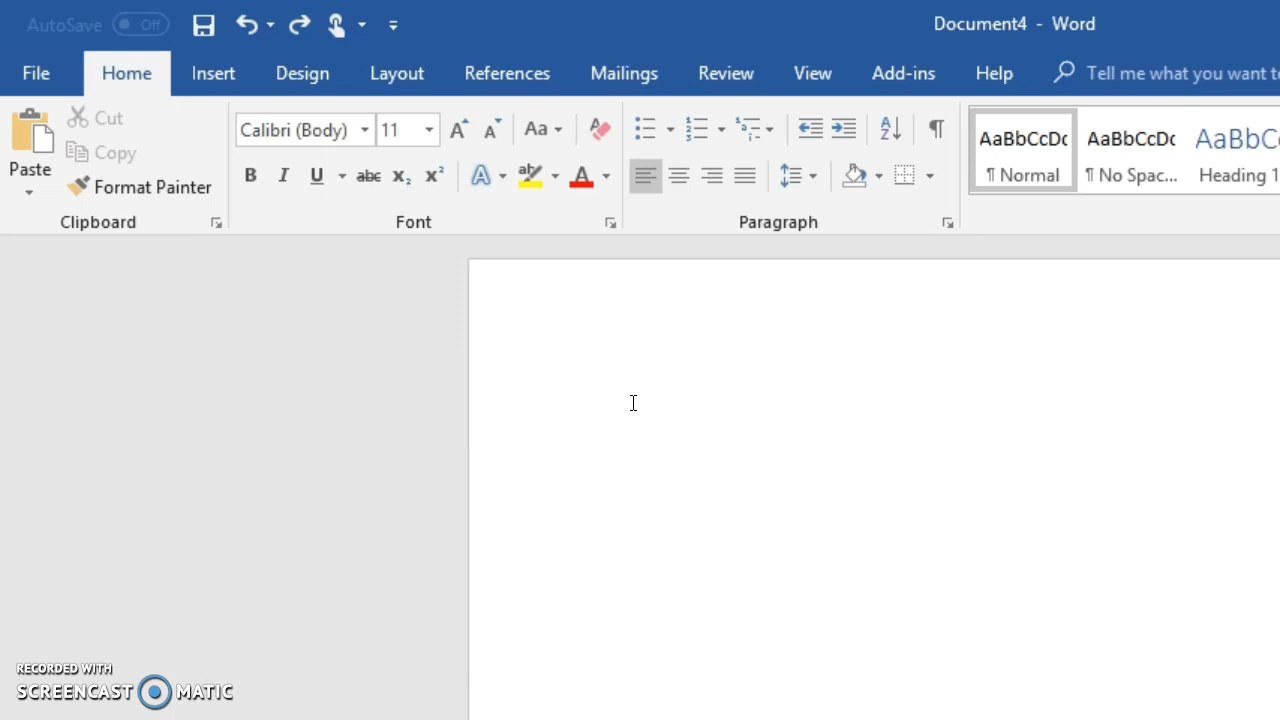 AutoSave Off
Document4 - Word
File Home Insert Design Layout References Mailings Review View Add-ins Help Tell me what you want to
Cut
Copy
Paste
Format Painter
Clipboard
Calibri (Body) 11
Aa
B I U abc x₂ x² A A
Font
Paragraph
AaBbCcDc AaBbCcDc AaBbC
¶ Normal ¶ No Spac... Heading 1
RECORDED WITH
SCREENCAST MATIC